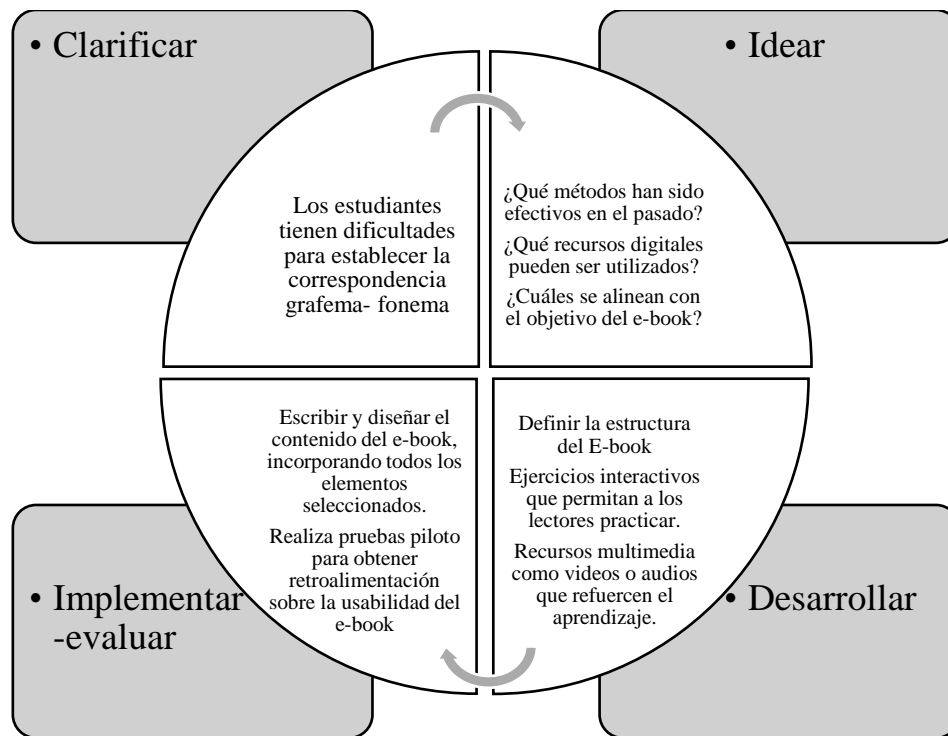 • Clarificar
• Idear
Los estudiantes
tienen dificultades
para establecer la
correspondencia
grafema- fonema
¿Qué métodos han sido
efectivos en el pasado?
¿Qué recursos digitales
pueden ser utilizados?
¿Cuáles se alinean con
el objetivo del e-book?
Escribir y diseñar el
contenido del e-book,
incorporando todos los
elementos
seleccionados.
Realiza pruebas piloto
para obtener
retroalimentación
sobre la usabilidad del
e-book
Definir la estructura
del E-book
Ejercicios interactivos
que permitan a los
lectores practicar.
Recursos multimedia
como videos o audios
que refuercen el
aprendizaje.
• Implementar
-evaluar
• Desarrollar